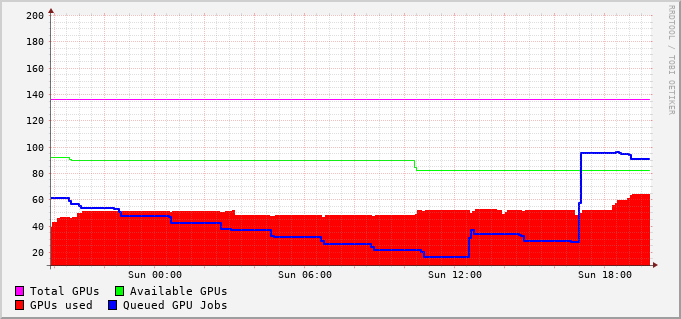 200
180
160
140
120
100
80
60
40
20
Sun 00:00 Sun 06:00 Sun 12:00 Sun 18:00
Total GPUs Available GPUs
GPUs used Queued GPU Jobs
RRDTOOL / TOBI OETIKER